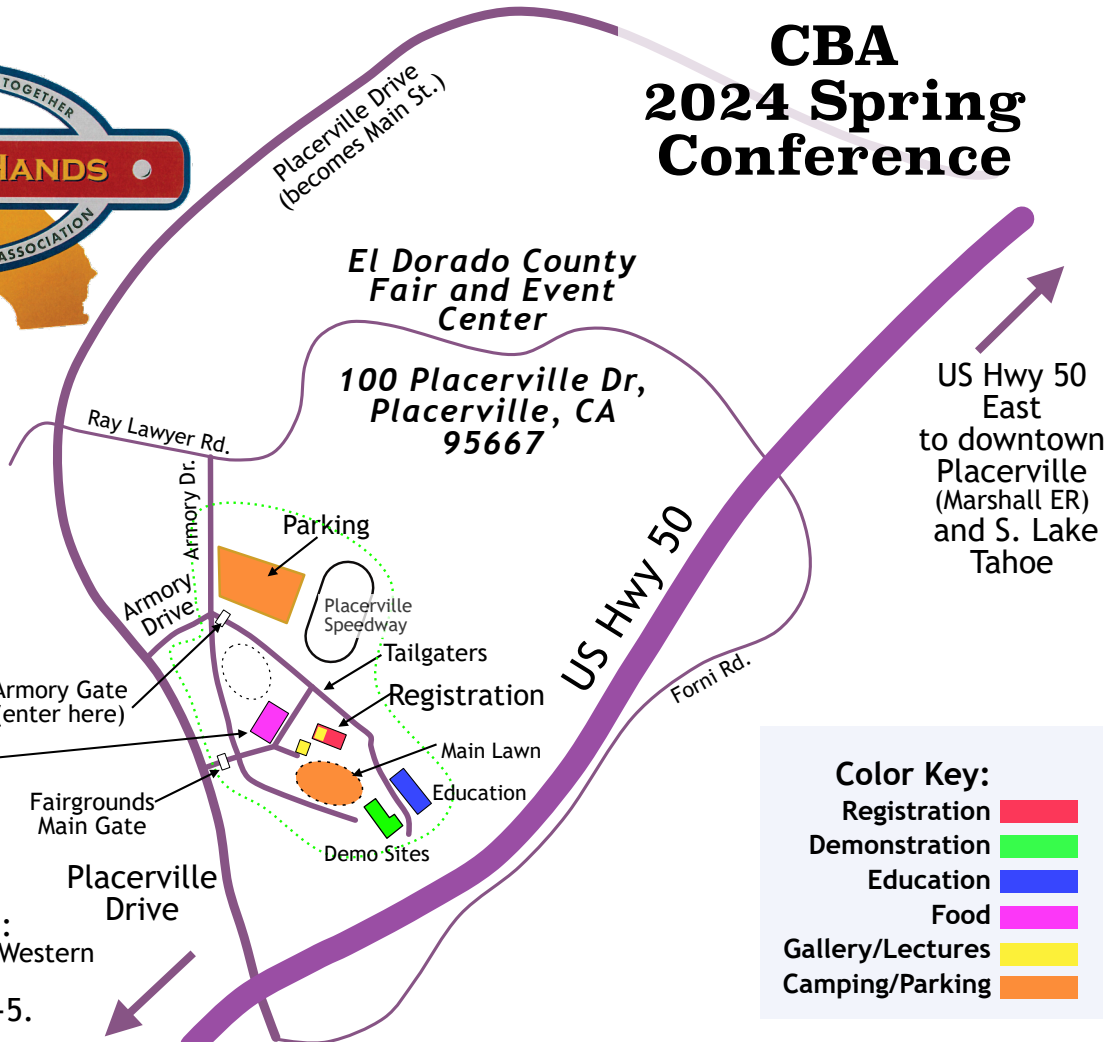 CBA
2024 Spring
Conference
TOGETHER
HANDS
ASSOCIATION
Placerville Drive
(becomes Main St.)
El Dorado County
Fair and Event
Center
100 Placerville Dr,
Placerville, CA
95667
US Hwy 50
East
to downtown
Placerville
(Marshall ER)
and S. Lake
Tahoe
Ray Lawyer Rd.
Armory Dr.
Parking
Armory
Drive
Placerville
Speedway
US Hwy 50
Tailgaters
Forni Rd.
Armory Gate
(enter here)
Registration
Main Lawn
Education
Fairgrounds
Main Gate
Demo Sites
Placerville
Drive
:
Western
-5.
Color Key:
Registration
Demonstration
Education
Food
Gallery/Lectures
Camping/Parking